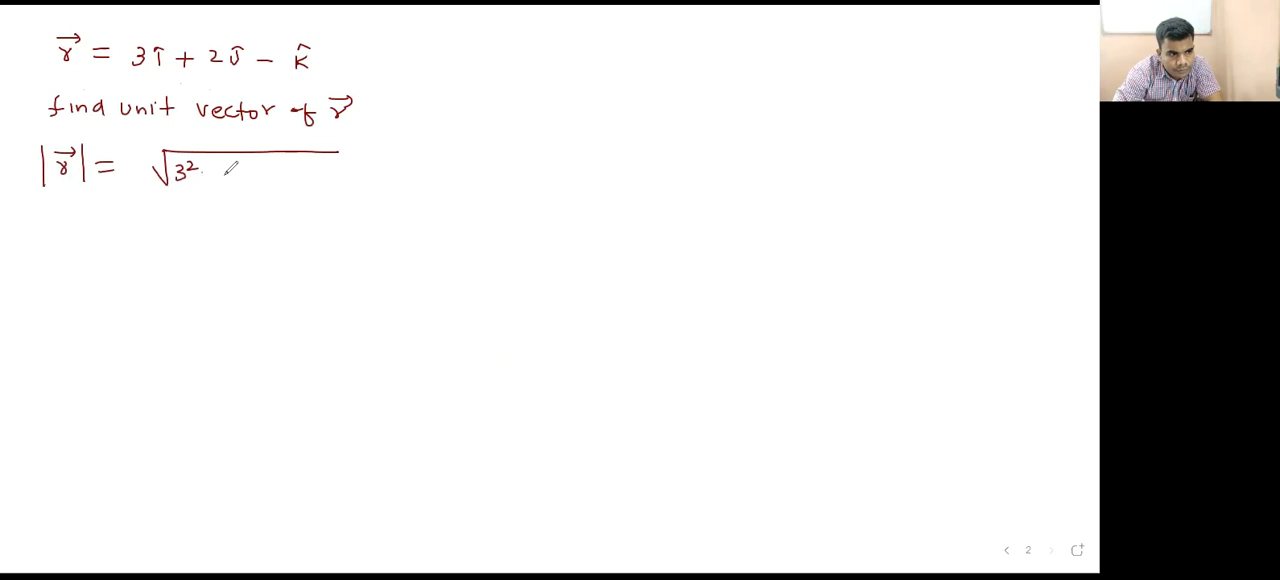 r⃗ = 3î + 2ĵ - k̂
find unit vector of r⃗
|r⃗| = √3²
2